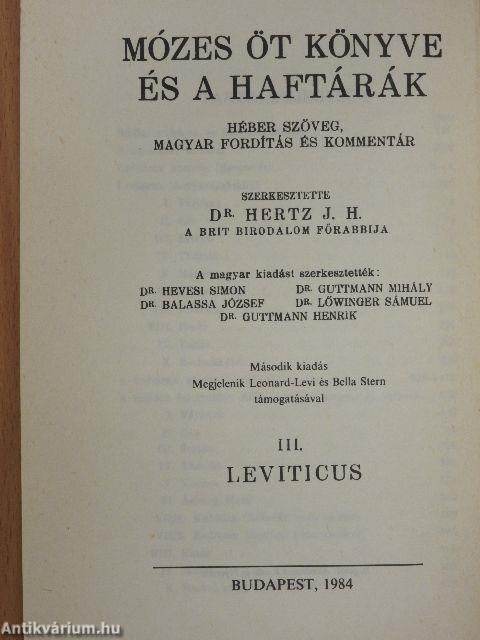 MÓZES ÖT KÖNYVE
ÉS A HAFTÁRÁK
HÉBER SZÖVEG,
MAGYAR FORDÍTÁS ÉS KOMMENTÁR
SZERKESZTETTE
DR. HERTZ J. H.
A BRIT BIRODALOM FŐRABBIJA
A magyar kiadást szerkesztették:
DR. HEVESI SIMON DR. GUTTMANN MIHÁLY
DR. BALASSA JÓZSEF DR. LŐWINGER SÁMUEL
DR. GUTTMANN HENRIK
Második kiadás
Megjelenik Leonard-Levi és Bella Stern
támogatásával
III.
LEVITICUS
BUDAPEST, 1984
Antikvárium.hu